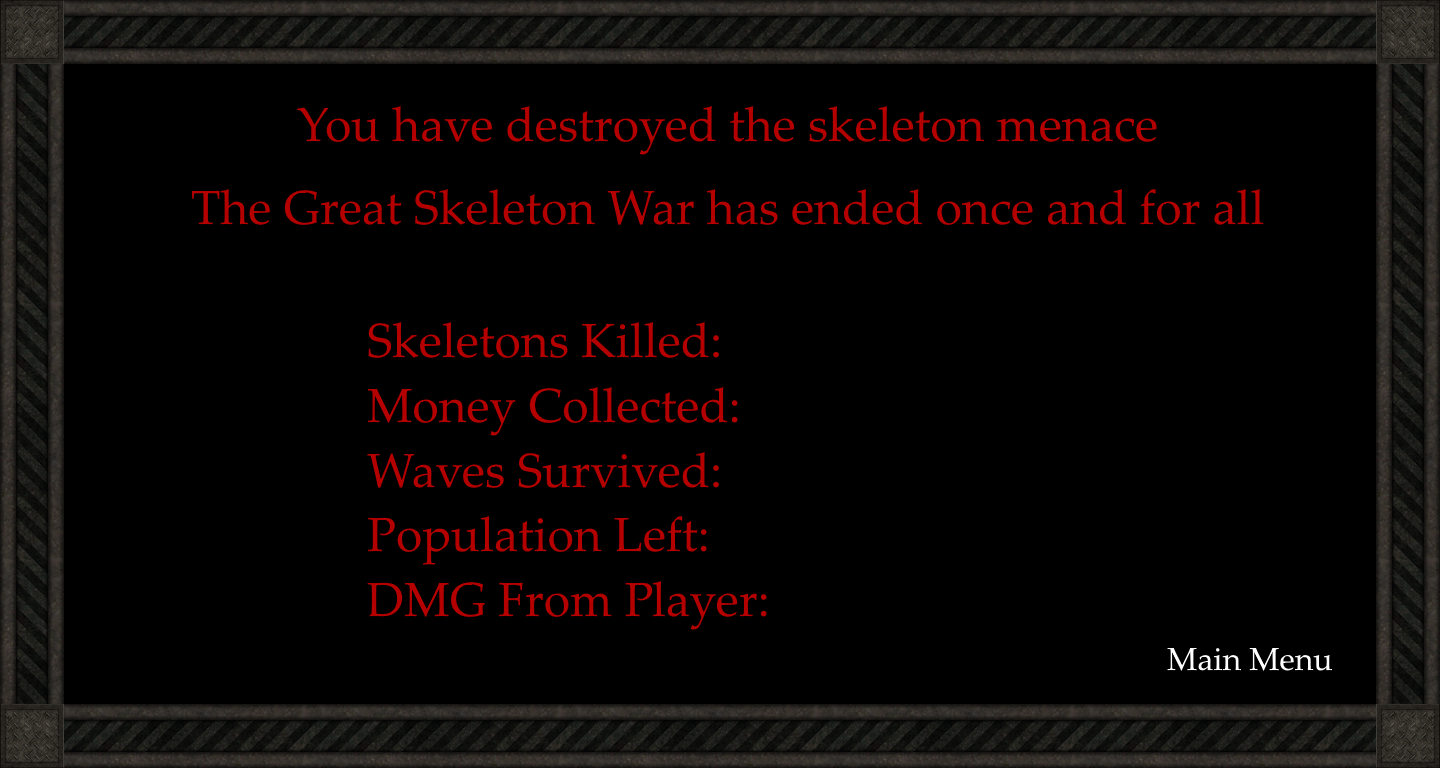 You have destroyed the skeleton menace
The Great Skeleton War has ended once and for all
Skeletons Killed:
Money Collected:
Waves Survived:
Population Left:
DMG From Player:
Main Menu